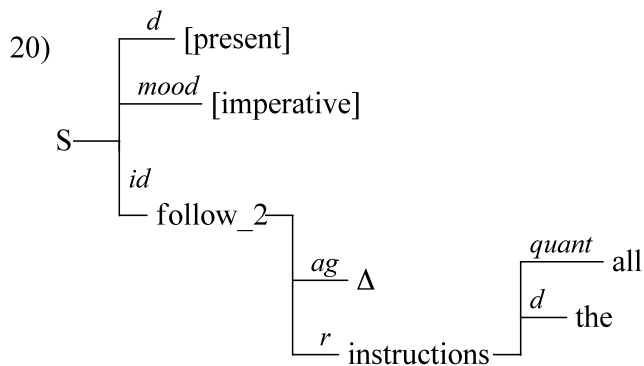 20)
d [present]
mood [imperative]
S
id
follow_2
quant all
ag Δ
d the
r instructions